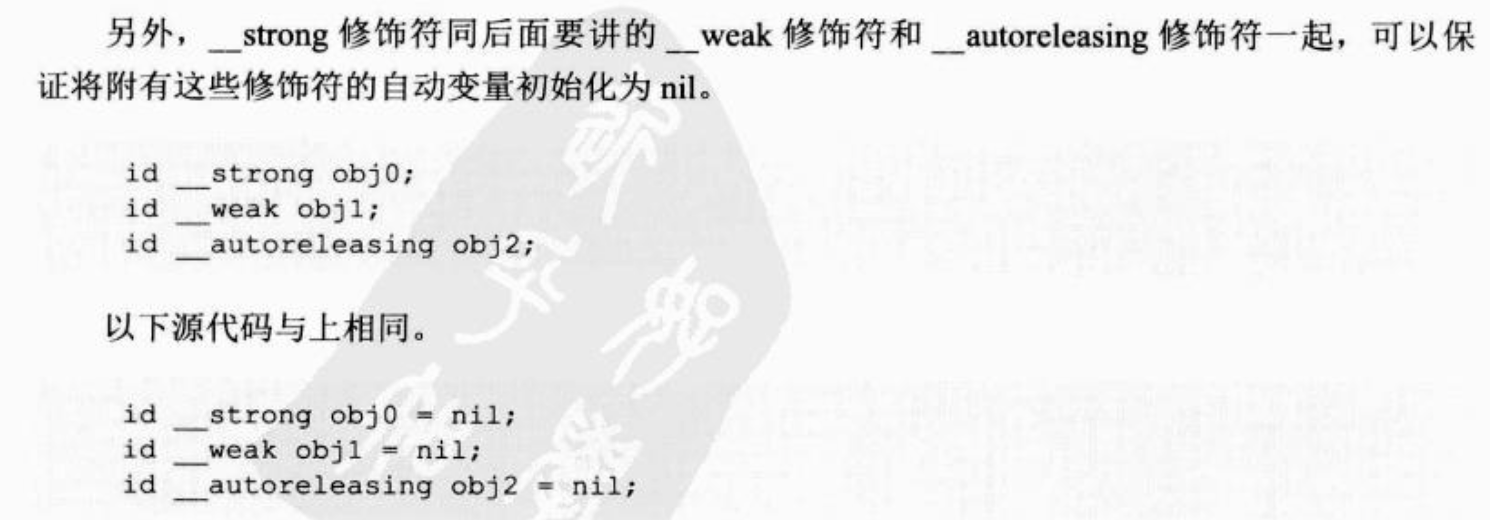 另外，__strong 修饰符同后面要讲的 __weak 修饰符和 __autoreleasing 修饰符一起，可以保
证将附有这些修饰符的自动变量初始化为 nil。
id __strong obj0;
id __weak obj1;
id __autoreleasing obj2;
以下源代码与上相同。
id __strong obj0 = nil;
id __weak obj1 = nil;
id __autoreleasing obj2 = nil;